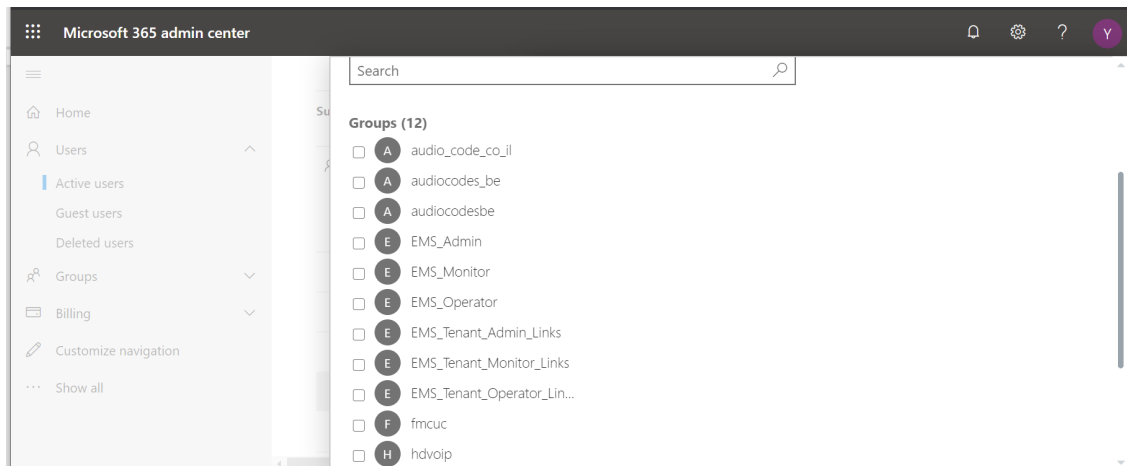 Microsoft 365 admin center
?
Y
Search
Home
Su
Groups (12)
Users
A audio_code_co_il
Active users
A audiocodes_be
Guest users
A audiocodesbe
Deleted users
E EMS_Admin
Groups
E EMS_Monitor
Billing
E EMS_Operator
Customize navigation
E EMS_Tenant_Admin_Links
E EMS_Tenant_Monitor_Links
Show all
E EMS_Tenant_Operator_Lin...
F fmcuc
H hdvoip